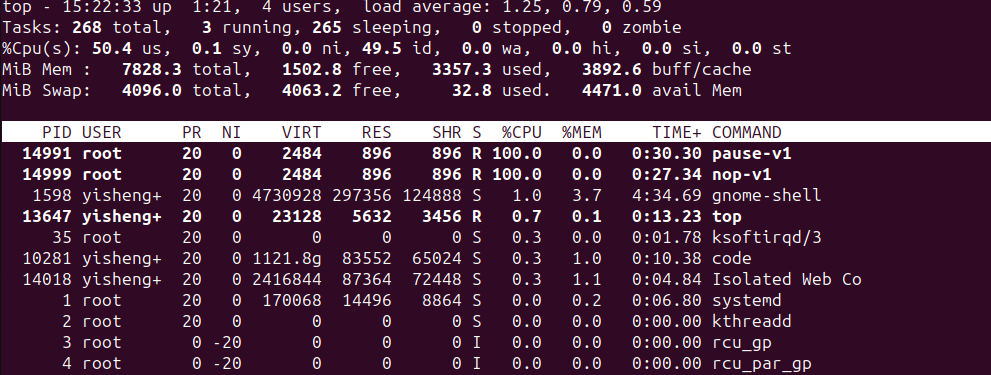 top - 15:22:33 up  1:21,  4 users,  load average: 1.25, 0.79, 0.59
Tasks: 268 total,   3 running, 265 sleeping,   0 stopped,   0 zombie
%Cpu(s): 50.4 us,  0.1 sy,  0.0 ni, 49.5 id,  0.0 wa,  0.0 hi,  0.0 si,  0.0 st
MiB Mem :   7828.3 total,   1502.8 free,   3357.3 used,   3892.6 buff/cache
MiB Swap:   4096.0 total,   4063.2 free,     32.8 used.   4471.0 avail Mem
    PID USER      PR  NI    VIRT    RES    SHR S  %CPU  %MEM     TIME+ COMMAND
  14991 root      20   0    2484    896    896 R 100.0   0.0   0:30.30 pause-v1
  14999 root      20   0    2484    896    896 R 100.0   0.0   0:27.34 nop-v1
   1598 yisheng+  20   0 4730928 297356 124888 S   1.0   3.7   4:34.69 gnome-shell
  13647 yisheng+  20   0   23128   5632   3456 R   0.7   0.1   0:13.23 top
     35 root      20   0       0      0      0 S   0.3   0.0   0:01.78 ksoftirqd/3
  10281 yisheng+  20   0 1121.8g  83552  65024 S   0.3   1.0   0:10.38 code
  14018 yisheng+  20   0 2416844  87364  72448 S   0.3   1.1   0:04.84 Isolated Web Co
      1 root      20   0  170068  14496   8864 S   0.0   0.2   0:06.80 systemd
      2 root      20   0       0      0      0 S   0.0   0.0   0:00.00 kthreadd
      3 root       0 -20       0      0      0 I   0.0   0.0   0:00.00 rcu_gp
      4 root       0 -20       0      0      0 I   0.0   0.0   0:00.00 rcu_par_gp